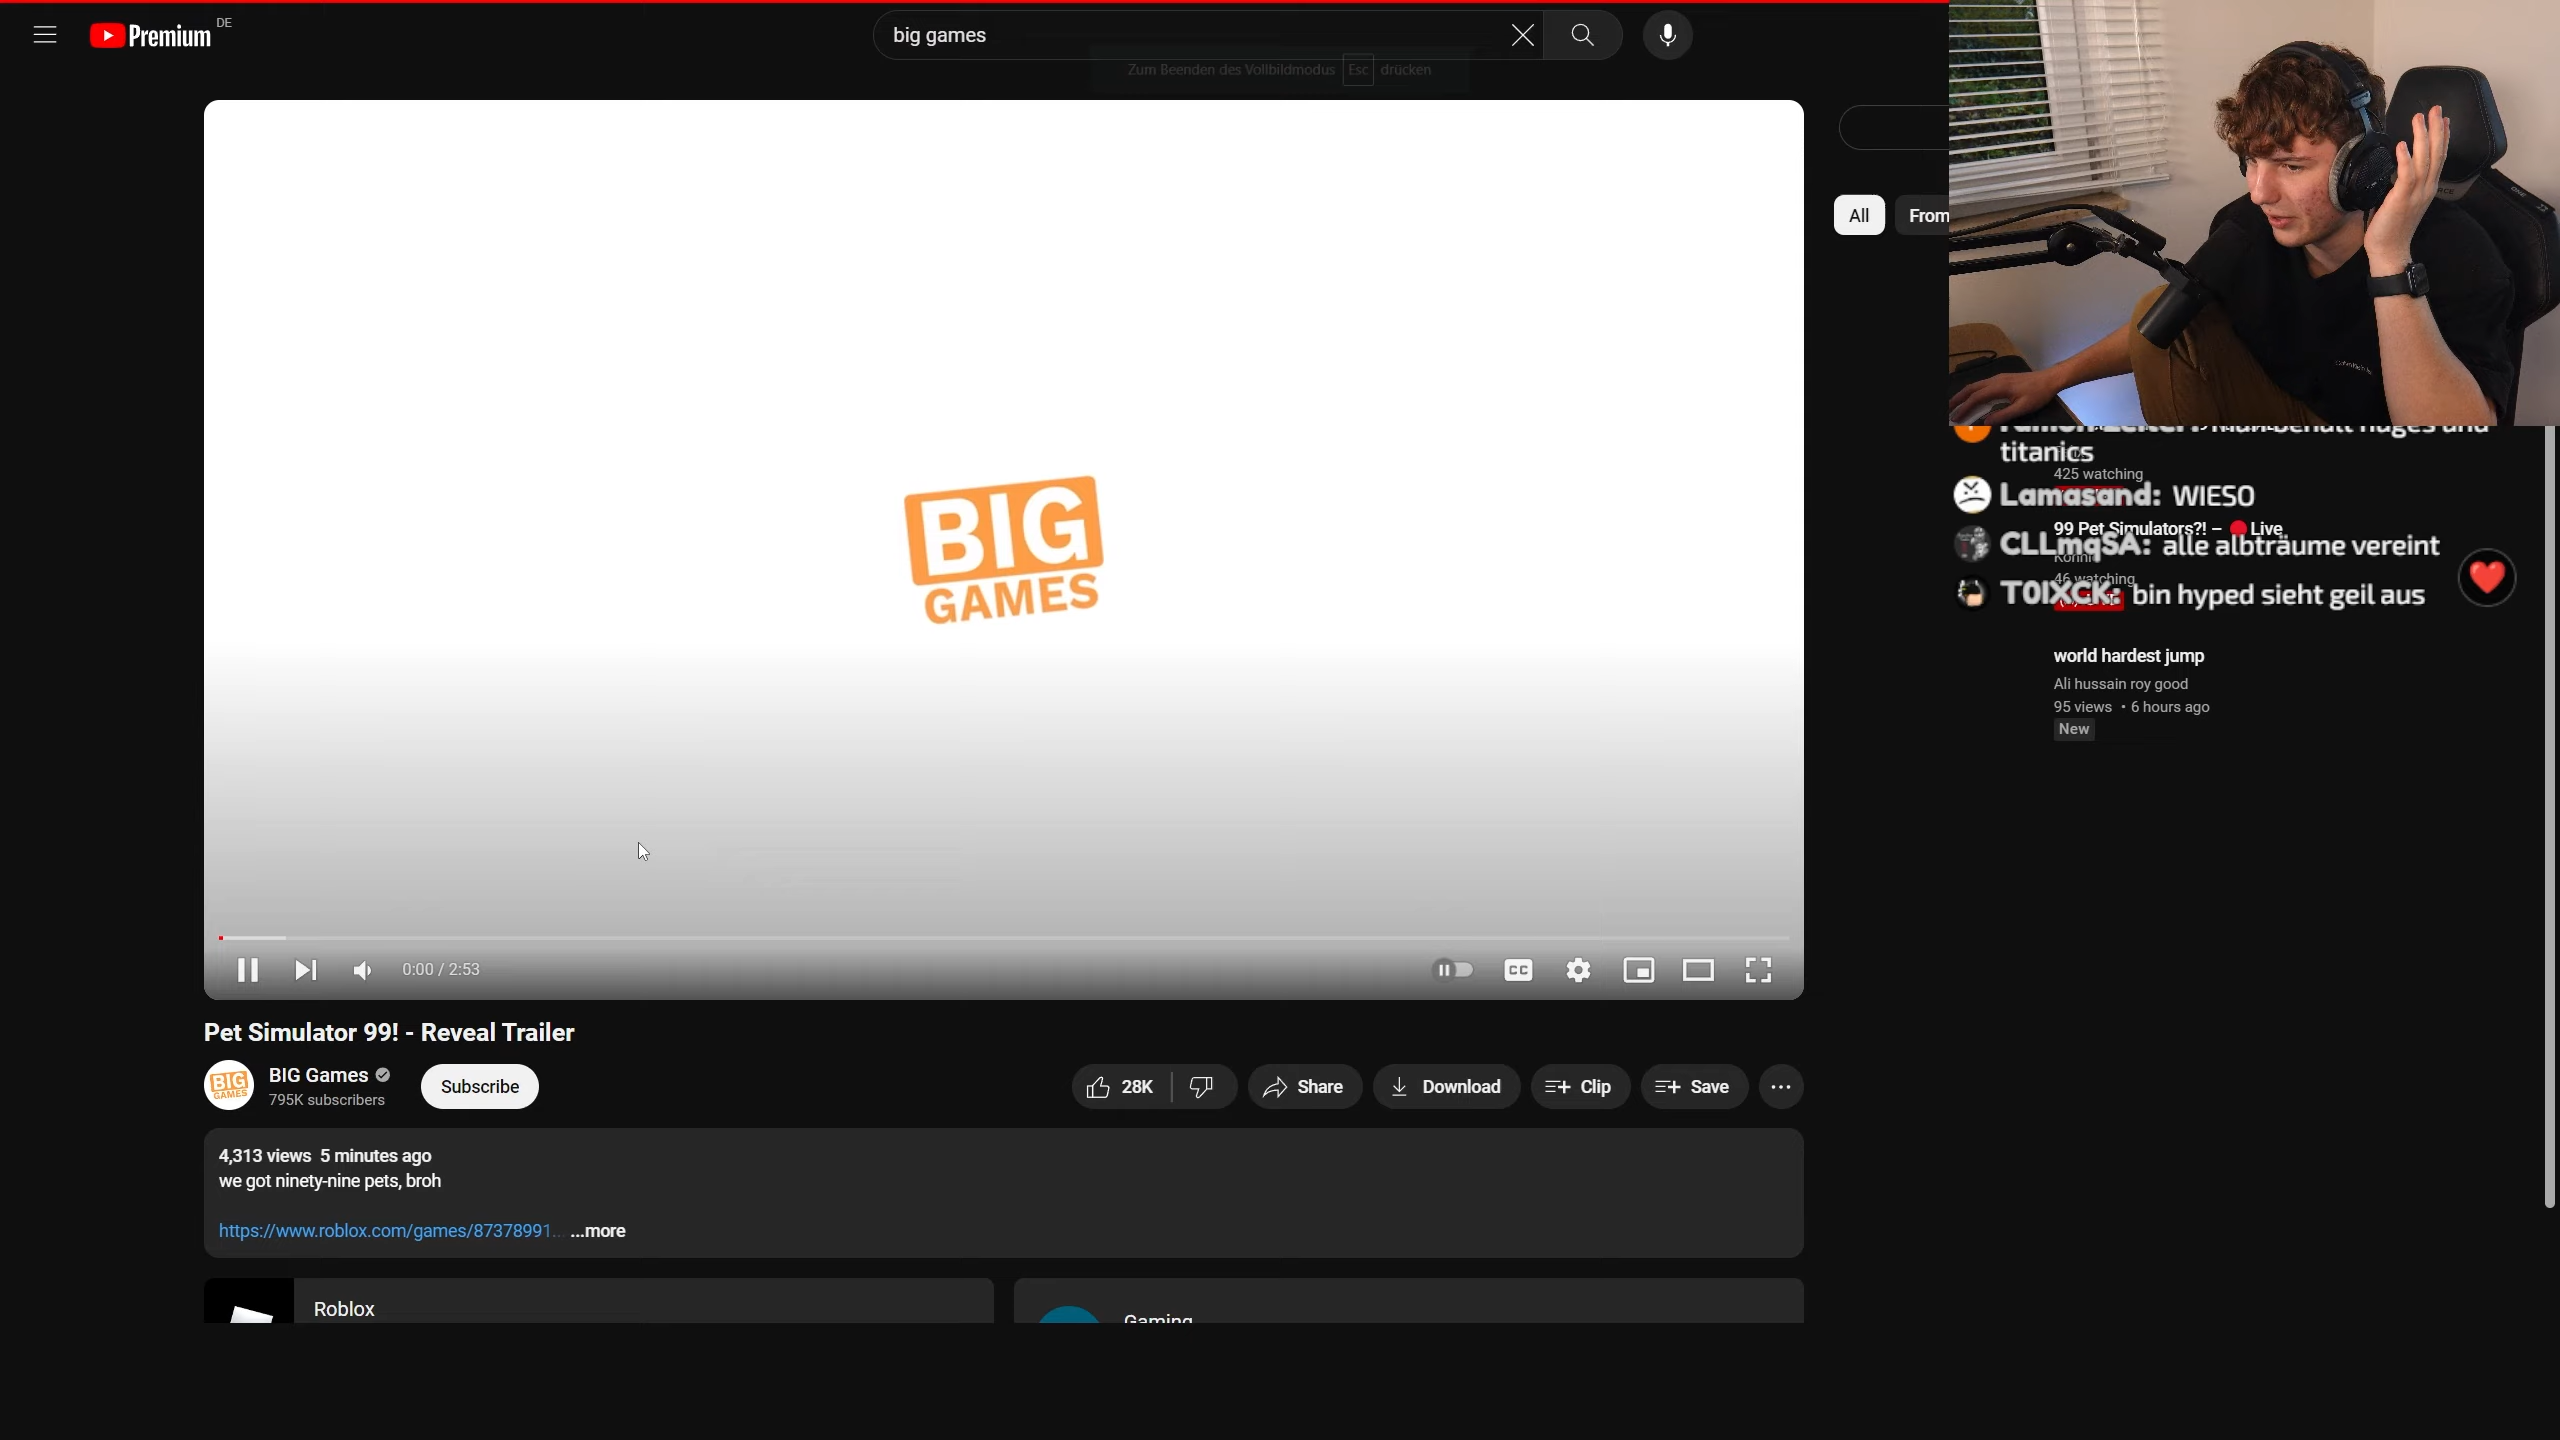 Premium
DE
big games
Zum Beenden des Vollbildmodus Esc drücken
All
From
BIG
GAMES
titanics
425 watching
Lamasand: WIESO
99 Pet Simulators?! – Live
CLLmqSA: alle albträume vereint
46 watching
T0IXCK: bin hyped sieht geil aus
world hardest jump
Ali hussain roy good
95 views • 6 hours ago
New
0:00 / 2:53
CC
Pet Simulator 99! - Reveal Trailer
BIG GAMES
BIG Games
795K subscribers
Subscribe
28K
Share
Download
Clip
Save
4,313 views 5 minutes ago
we got ninety-nine pets, broh
https://www.roblox.com/games/87378991... ...more
Roblox
Gaming